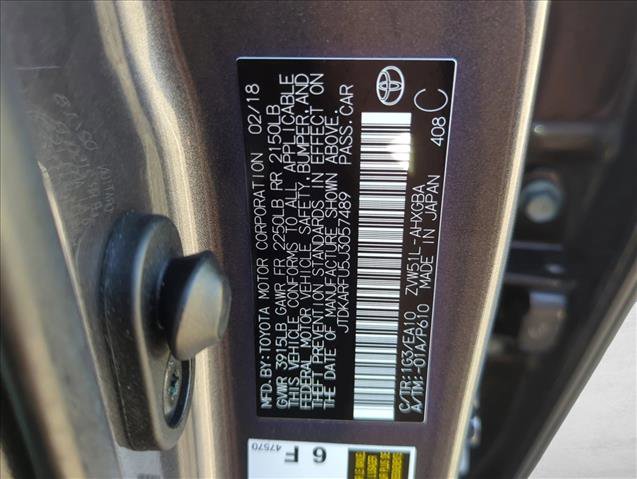 MFD.BY:TOYOTA MOTOR CORPORATION 02/18
GVWR 3915LB GAWR FR 2250LB RR 2150LB
THIS VEHICLE CONFORMS TO ALL APPLICABLE
FEDERAL MOTOR VEHICLE SAFETY, BUMPER, AND
THEFT PREVENTION STANDARDS IN EFFECT ON
THE DATE OF MANUFACTURE SHOWN ABOVE.
JTDKARFU5J3057489 PASS.CAR
C/TR:1G3/EA10 ZVW51L-AHXGBA
A/TM:-01A/P610 MADE IN JAPAN 408 C
6 T
47570